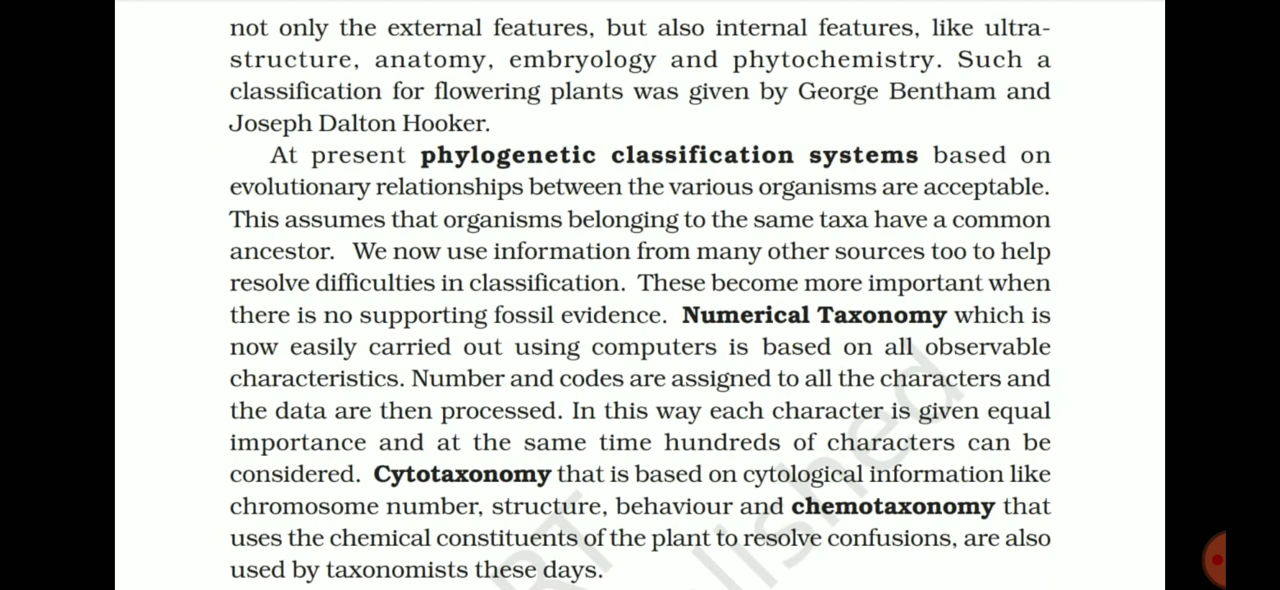 not only the external features, but also internal features, like ultra-
structure, anatomy, embryology and phytochemistry. Such a
classification for flowering plants was given by George Bentham and
Joseph Dalton Hooker.
At present phylogenetic classification systems based on
evolutionary relationships between the various organisms are acceptable.
This assumes that organisms belonging to the same taxa have a common
ancestor. We now use information from many other sources too to help
resolve difficulties in classification. These become more important when
there is no supporting fossil evidence. Numerical Taxonomy which is
now easily carried out using computers is based on all observable
characteristics. Number and codes are assigned to all the characters and
the data are then processed. In this way each character is given equal
importance and at the same time hundreds of characters can be
considered. Cytotaxonomy that is based on cytological information like
chromosome number, structure, behaviour and chemotaxonomy that
uses the chemical constituents of the plant to resolve confusions, are also
used by taxonomists these days.